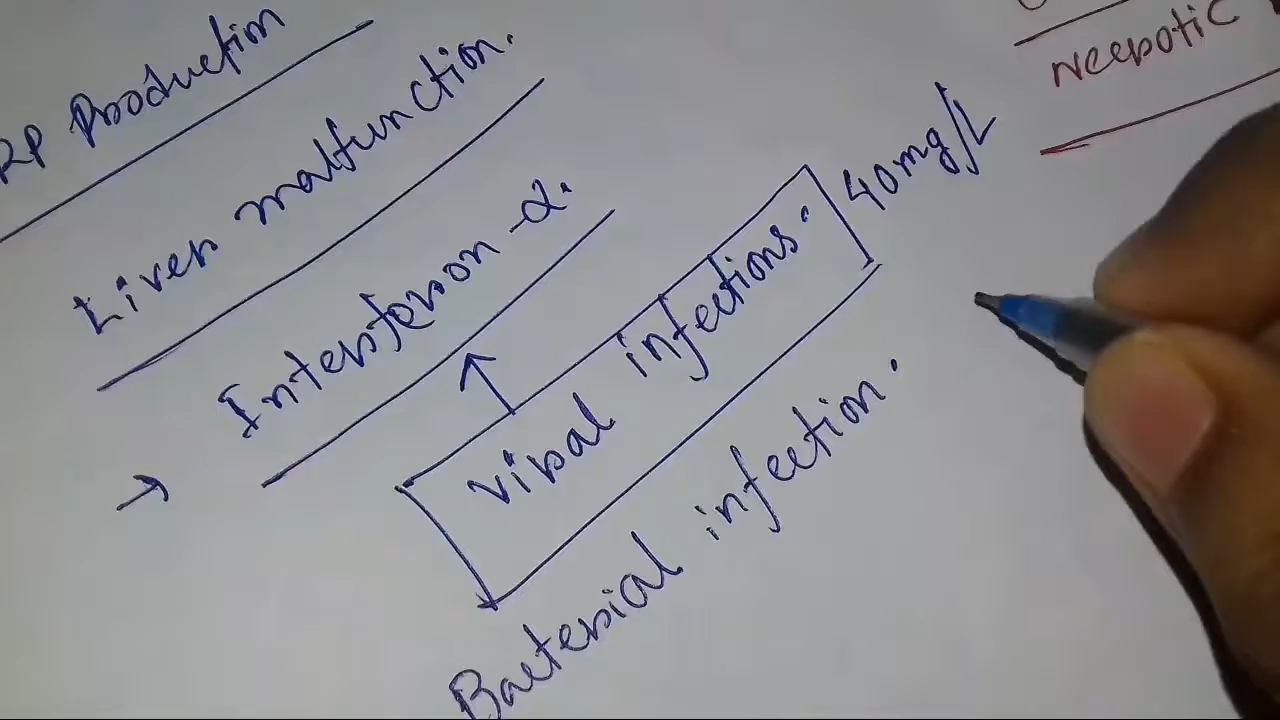 RP Production
Liver malfunction.
→ Interferon-α.
Viral infections. 40mg/L
Bacterial infection.
Necrotic